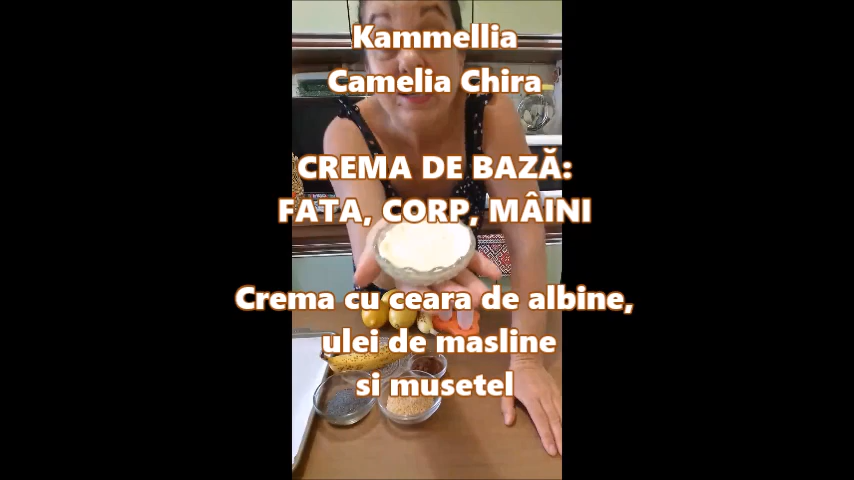 Kammellia
Camelia Chira
CREMA DE BAZĂ:
FATA, CORP, MÂINI
Crema cu ceara de albine,
ulei de masline
si musetel